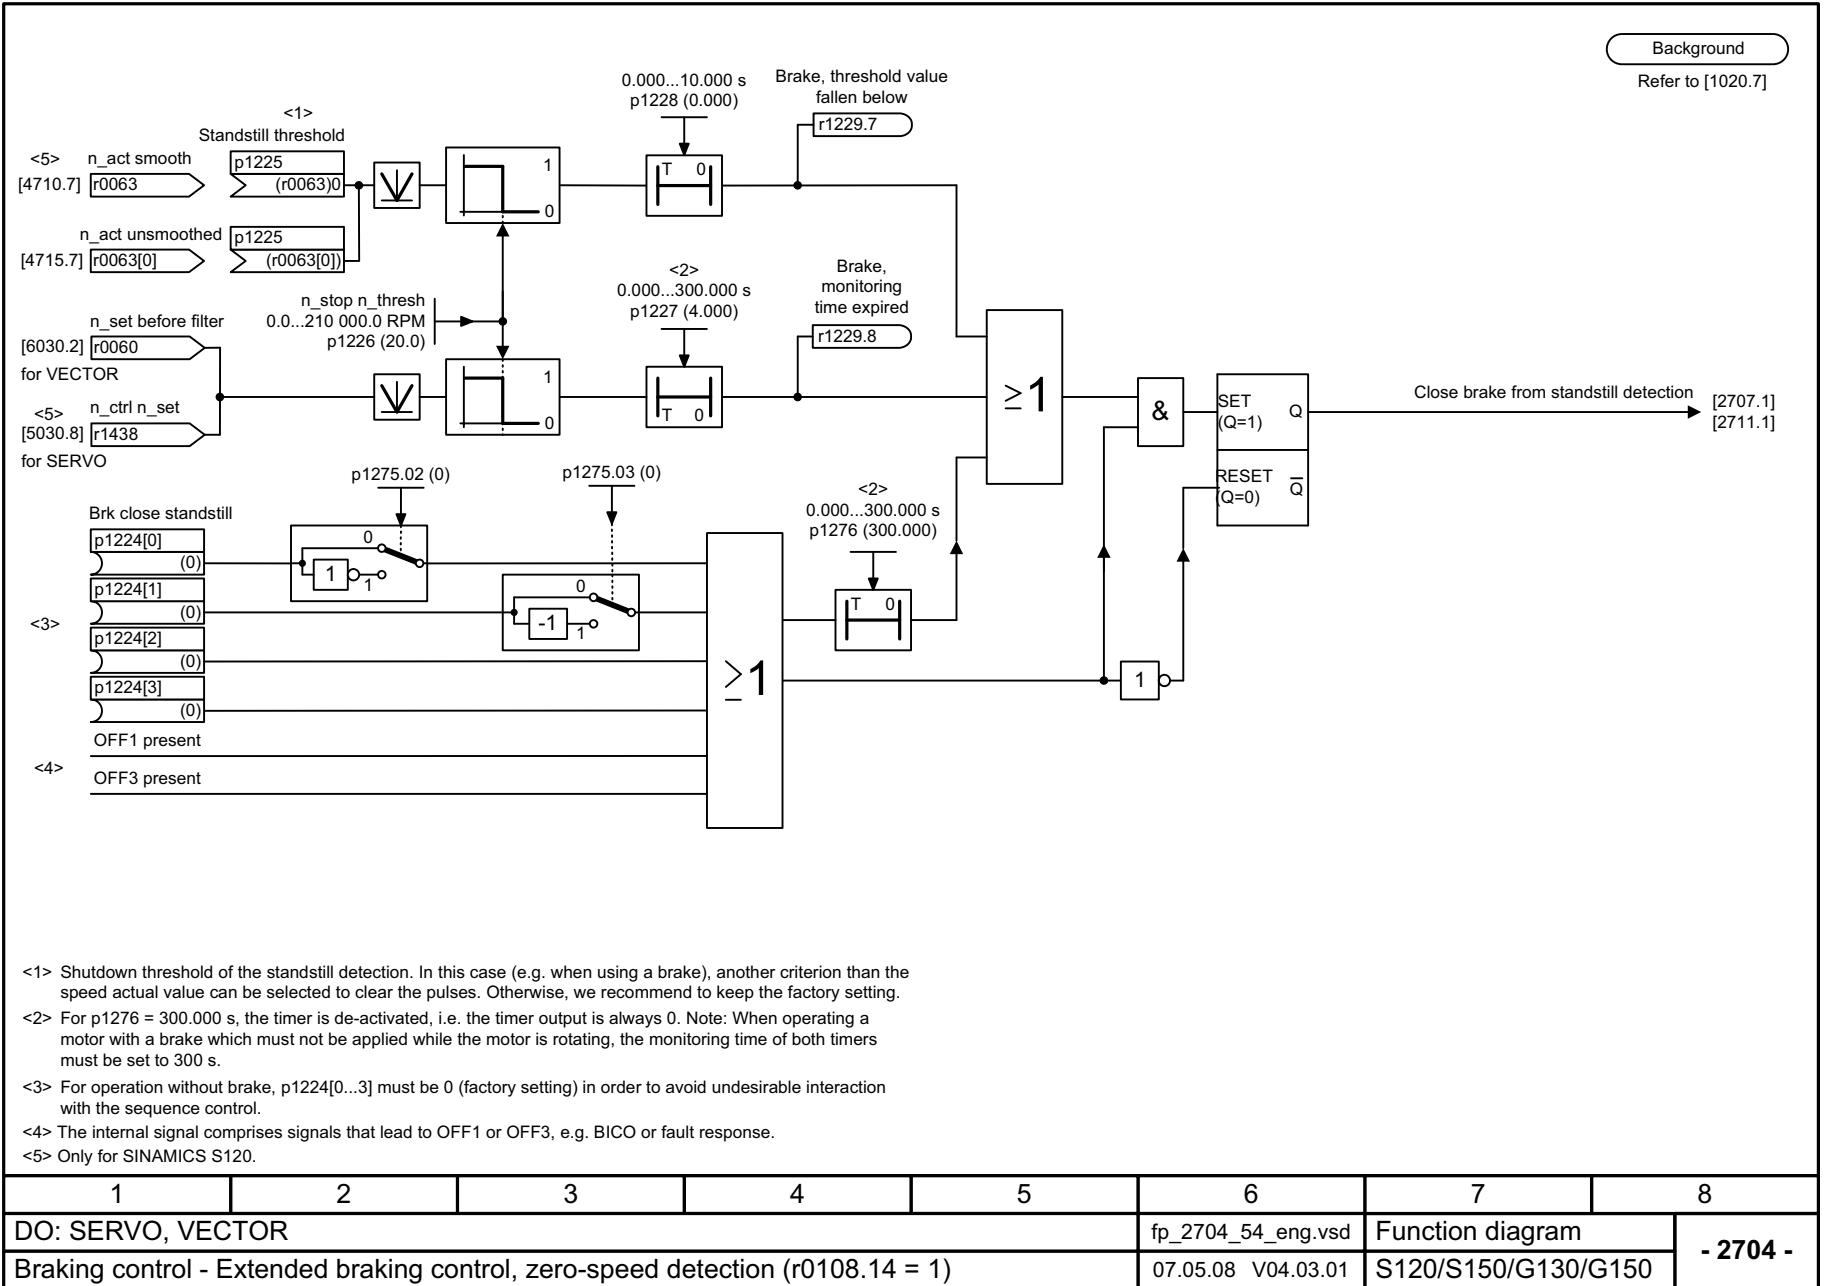 Background
Refer to [1020.7]
0.000...10.000 s
p1228 (0.000)
Brake, threshold value
fallen below
r1229.7
<1>
Standstill threshold
<5>
n_act smooth
[4710.7]
r0063
p1225
(r0063)0
1
0
T
0
n_act unsmoothed
[4715.7]
r0063[0]
p1225
(r0063[0])
n_stop n_thresh
0.0...210 000.0 RPM
p1226 (20.0)
<2>
0.000...300.000 s
p1227 (4.000)
Brake,
monitoring
time expired
r1229.8
n_set before filter
[6030.2]
r0060
for VECTOR
<5>
n_ctrl n_set
[5030.8]
r1438
for SERVO
1
0
T
0
≥1
&
SET
(Q=1)
Q
RESET
(Q=0)
Q̅
Close brake from standstill detection
[2707.1]
[2711.1]
p1275.02 (0)
p1275.03 (0)
<2>
0.000...300.000 s
p1276 (300.000)
Brk close standstill
p1224[0]
(0)
0
1
1
p1224[1]
(0)
0
-1
1
<3>
p1224[2]
(0)
p1224[3]
(0)
T
0
≥1
1
OFF1 present
<4>
OFF3 present
<1> Shutdown threshold of the standstill detection. In this case (e.g. when using a brake), another criterion than the
speed actual value can be selected to clear the pulses. Otherwise, we recommend to keep the factory setting.
<2> For p1276 = 300.000 s, the timer is de-activated, i.e. the timer output is always 0. Note: When operating a
motor with a brake which must not be applied while the motor is rotating, the monitoring time of both timers
must be set to 300 s.
<3> For operation without brake, p1224[0...3] must be 0 (factory setting) in order to avoid undesirable interaction
with the sequence control.
<4> The internal signal comprises signals that lead to OFF1 or OFF3, e.g. BICO or fault response.
<5> Only for SINAMICS S120.
1 2 3 4 5 6 7 8
DO: SERVO, VECTOR
fp_2704_54_eng.vsd
Function diagram
- 2704 -
Braking control - Extended braking control, zero-speed detection (r0108.14 = 1)
07.05.08 V04.03.01
S120/S150/G130/G150